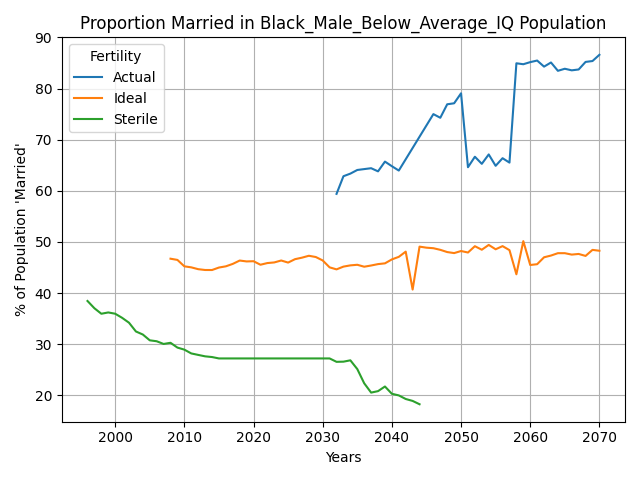 Proportion Married in Black_Male_Below_Average_IQ Population
% of Population 'Married'
90
80
70
60
50
40
30
20
Fertility
Actual
Ideal
Sterile
2000 2010 2020 2030 2040 2050 2060 2070
Years